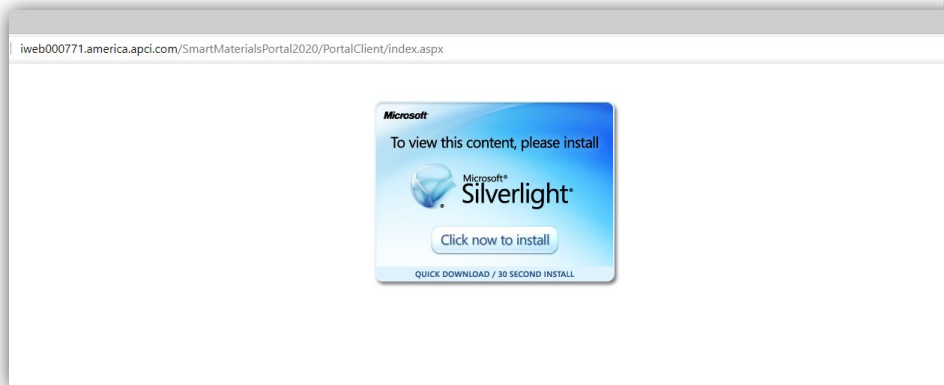 iweb000771.america.apci.com/SmartMaterialsPortal2020/PortalClient/index.aspx
Microsoft
To view this content, please install
Microsoft®
Silverlight®
Click now to install
QUICK DOWNLOAD / 30 SECOND INSTALL